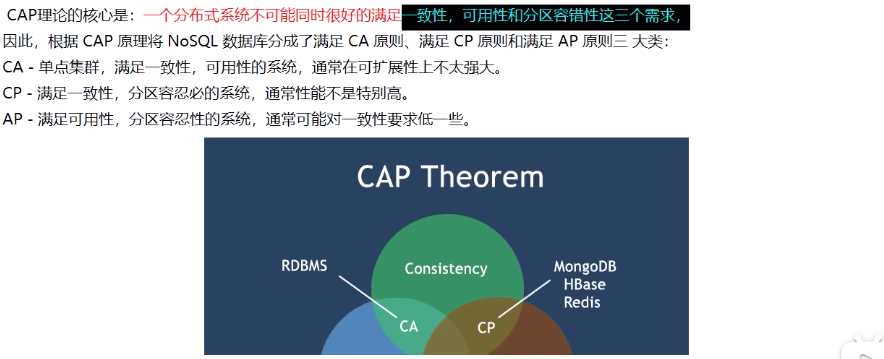 CAP理论的核心是：一个分布式系统不可能同时很好的满足一致性，可用性和分区容错性这三个需求，
因此，根据 CAP 原理将 NoSQL 数据库分成了满足 CA 原则、满足 CP 原则和满足 AP 原则三 大类：
CA - 单点集群，满足一致性，可用性的系统，通常在可扩展性上不太强大。
CP - 满足一致性，分区容忍必的系统，通常性能不是特别高。
AP - 满足可用性，分区容忍性的系统，通常可能对一致性要求低一些。
CAP Theorem
RDBMS
Consistency
MongoDB
HBase
Redis
CA
CP